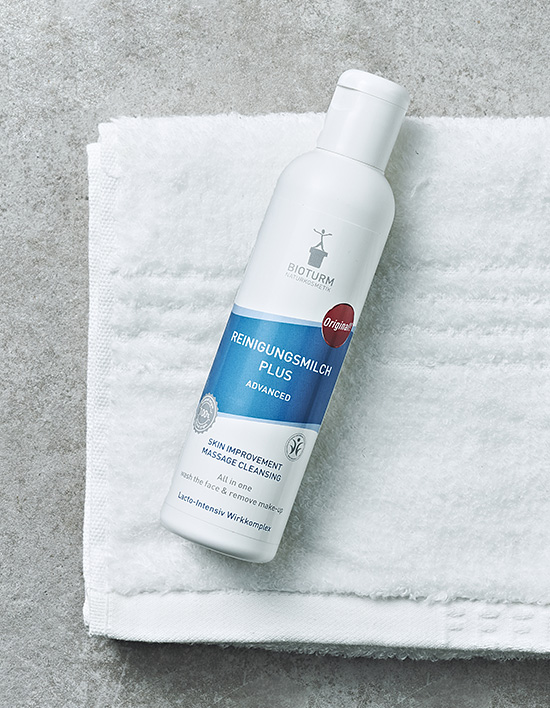 BIOTURM
NATURKOSMETIK
Original!
REINIGUNGSMILCH
PLUS
ADVANCED
100%
SKIN IMPROVEMENT
MASSAGE CLEANSING
All in one
wash the face & remove make-up
Lacto-Intensiv Wirkkomplex